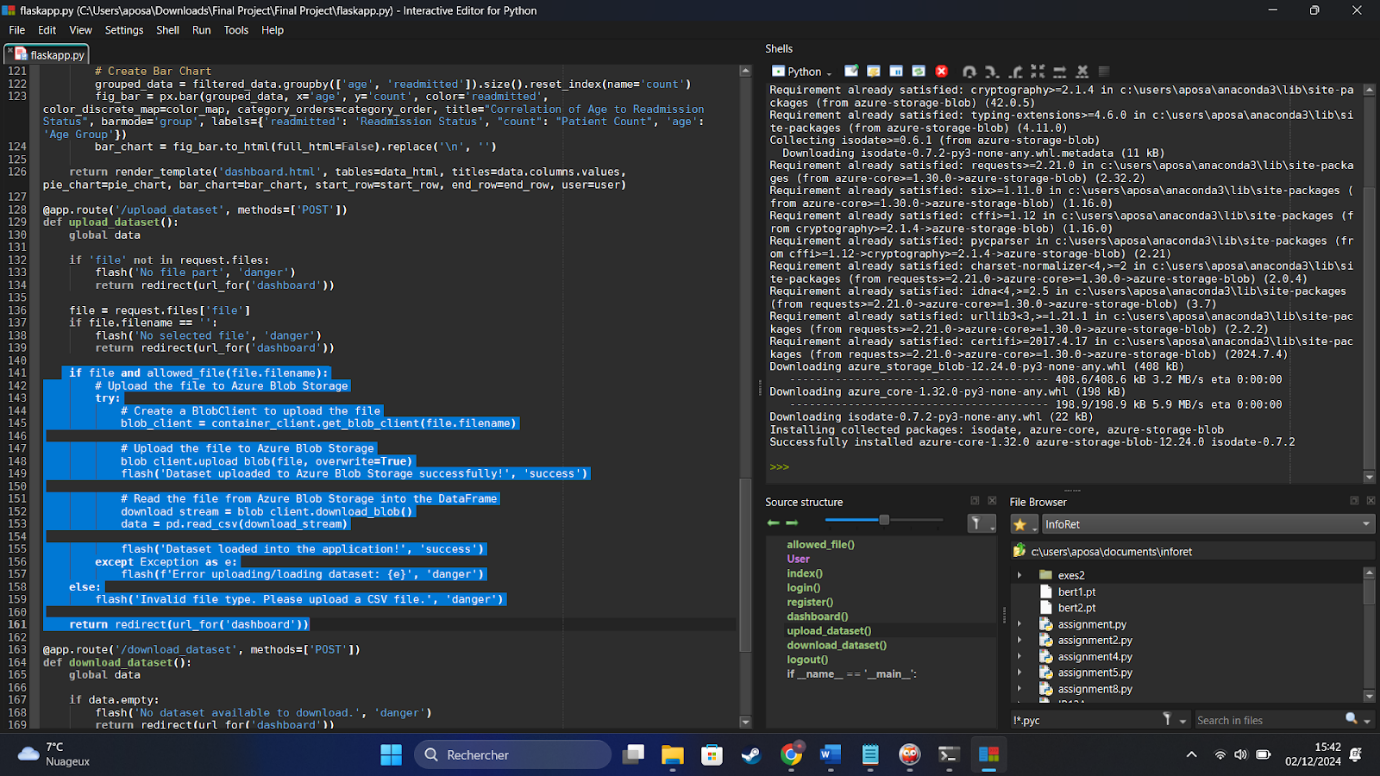 flaskapp.py (C:\Users\aposa\Downloads\Final Project\Final Project\flaskapp.py) - Interactive Editor for Python
File Edit View Settings Shell Run Tools Help
flaskapp.py
121 # Create Bar Chart
122 grouped_data = filtered_data.groupby(['age', 'readmitted']).size().reset_index(name='count')
123 fig_bar = px.bar(grouped_data, x='age', y='count', color='readmitted',
color_discrete_map=color_map, category_orders=category_order, title="Correlation of Age to Readmission
Status", barmode='group', labels={'readmitted': 'Readmission Status', "count": "Patient Count", 'age':
'Age Group'})
124 bar_chart = fig_bar.to_html(full_html=False).replace('\n', '')
125
126 return render_template('dashboard.html', tables=data_html, titles=data.columns.values,
pie_chart=pie_chart, bar_chart=bar_chart, start_row=start_row, end_row=end_row, user=user)
127
128 @app.route('/upload_dataset', methods=['POST'])
129 def upload_dataset():
130 global data
131
132 if 'file' not in request.files:
133 flash('No file part', 'danger')
134 return redirect(url_for('dashboard'))
135
136 file = request.files['file']
137 if file.filename == '':
138 flash('No selected file', 'danger')
139 return redirect(url_for('dashboard'))
140
141 if file and allowed_file(file.filename):
142 # Upload the file to Azure Blob Storage
143 try:
144 # Create a BlobClient to upload the file
145 blob_client = container_client.get_blob_client(file.filename)
146
147 # Upload the file to Azure Blob Storage
148 blob_client.upload_blob(file, overwrite=True)
149 flash('Dataset uploaded to Azure Blob Storage successfully!', 'success')
150
151 # Read the file from Azure Blob Storage into the DataFrame
152 download_stream = blob_client.download_blob()
153 data = pd.read_csv(download_stream)
154
155 flash('Dataset loaded into the application!', 'success')
156 except Exception as e:
157 flash(f'Error uploading/loading dataset: {e}', 'danger')
158 else:
159 flash('Invalid file type. Please upload a CSV file.', 'danger')
160
161 return redirect(url_for('dashboard'))
162
163 @app.route('/download_dataset', methods=['POST'])
164 def download_dataset():
165 global data
166
167 if data.empty:
168 flash('No dataset available to download.', 'danger')
169 return redirect(url_for('dashboard'))
Shells
Python
Requirement already satisfied: cryptography>=2.1.4 in c:\users\aposa\anaconda3\lib\site-pa
ckages (from azure-storage-blob) (42.0.5)
Requirement already satisfied: typing-extensions>=4.6.0 in c:\users\aposa\anaconda3\lib\si
te-packages (from azure-storage-blob) (4.11.0)
Collecting isodate>=0.6.1 (from azure-storage-blob)
Downloading isodate-0.7.2-py3-none-any.whl.metadata (11 kB)
Requirement already satisfied: requests>=2.21.0 in c:\users\aposa\anaconda3\lib\site-packa
ges (from azure-core>=1.30.0->azure-storage-blob) (2.32.2)
Requirement already satisfied: six>=1.11.0 in c:\users\aposa\anaconda3\lib\site-packages (
from azure-core>=1.30.0->azure-storage-blob) (1.16.0)
Requirement already satisfied: cffi>=1.12 in c:\users\aposa\anaconda3\lib\site-packages (f
rom cryptography>=2.1.4->azure-storage-blob) (1.16.0)
Requirement already satisfied: pycparser in c:\users\aposa\anaconda3\lib\site-packages (fr
om cffi>=1.12->cryptography>=2.1.4->azure-storage-blob) (2.21)
Requirement already satisfied: charset-normalizer<4,>=2 in c:\users\aposa\anaconda3\lib\si
te-packages (from requests>=2.21.0->azure-core>=1.30.0->azure-storage-blob) (2.0.4)
Requirement already satisfied: idna<4,>=2.5 in c:\users\aposa\anaconda3\lib\site-packages
(from requests>=2.21.0->azure-core>=1.30.0->azure-storage-blob) (3.7)
Requirement already satisfied: urllib3<3,>=1.21.1 in c:\users\aposa\anaconda3\lib\site-pac
kages (from requests>=2.21.0->azure-core>=1.30.0->azure-storage-blob) (2.2.2)
Requirement already satisfied: certifi>=2017.4.17 in c:\users\aposa\anaconda3\lib\site-pac
kages (from requests>=2.21.0->azure-core>=1.30.0->azure-storage-blob) (2024.7.4)
Downloading azure_storage_blob-12.24.0-py3-none-any.whl (408 kB)
---------------------------------------- 408.6/408.6 kB 3.2 MB/s eta 0:00:00
Downloading azure_core-1.32.0-py3-none-any.whl (198 kB)
---------------------------------------- 198.9/198.9 kB 5.9 MB/s eta 0:00:00
Downloading isodate-0.7.2-py3-none-any.whl (22 kB)
Installing collected packages: isodate, azure-core, azure-storage-blob
Successfully installed azure-core-1.32.0 azure-storage-blob-12.24.0 isodate-0.7.2
>>>
Source structure
allowed_file()
User
index()
login()
register()
dashboard()
upload_dataset()
download_dataset()
logout()
if __name__ == '__main__':
File Browser
InfoRet
c:\users\aposa\documents\inforet
exes2
bert1.pt
bert2.pt
assignment.py
assignment2.py
assignment4.py
assignment5.py
assignment8.py
!*.pyc
Search in files
7°C
Nuageux
Rechercher
15:42
02/12/2024